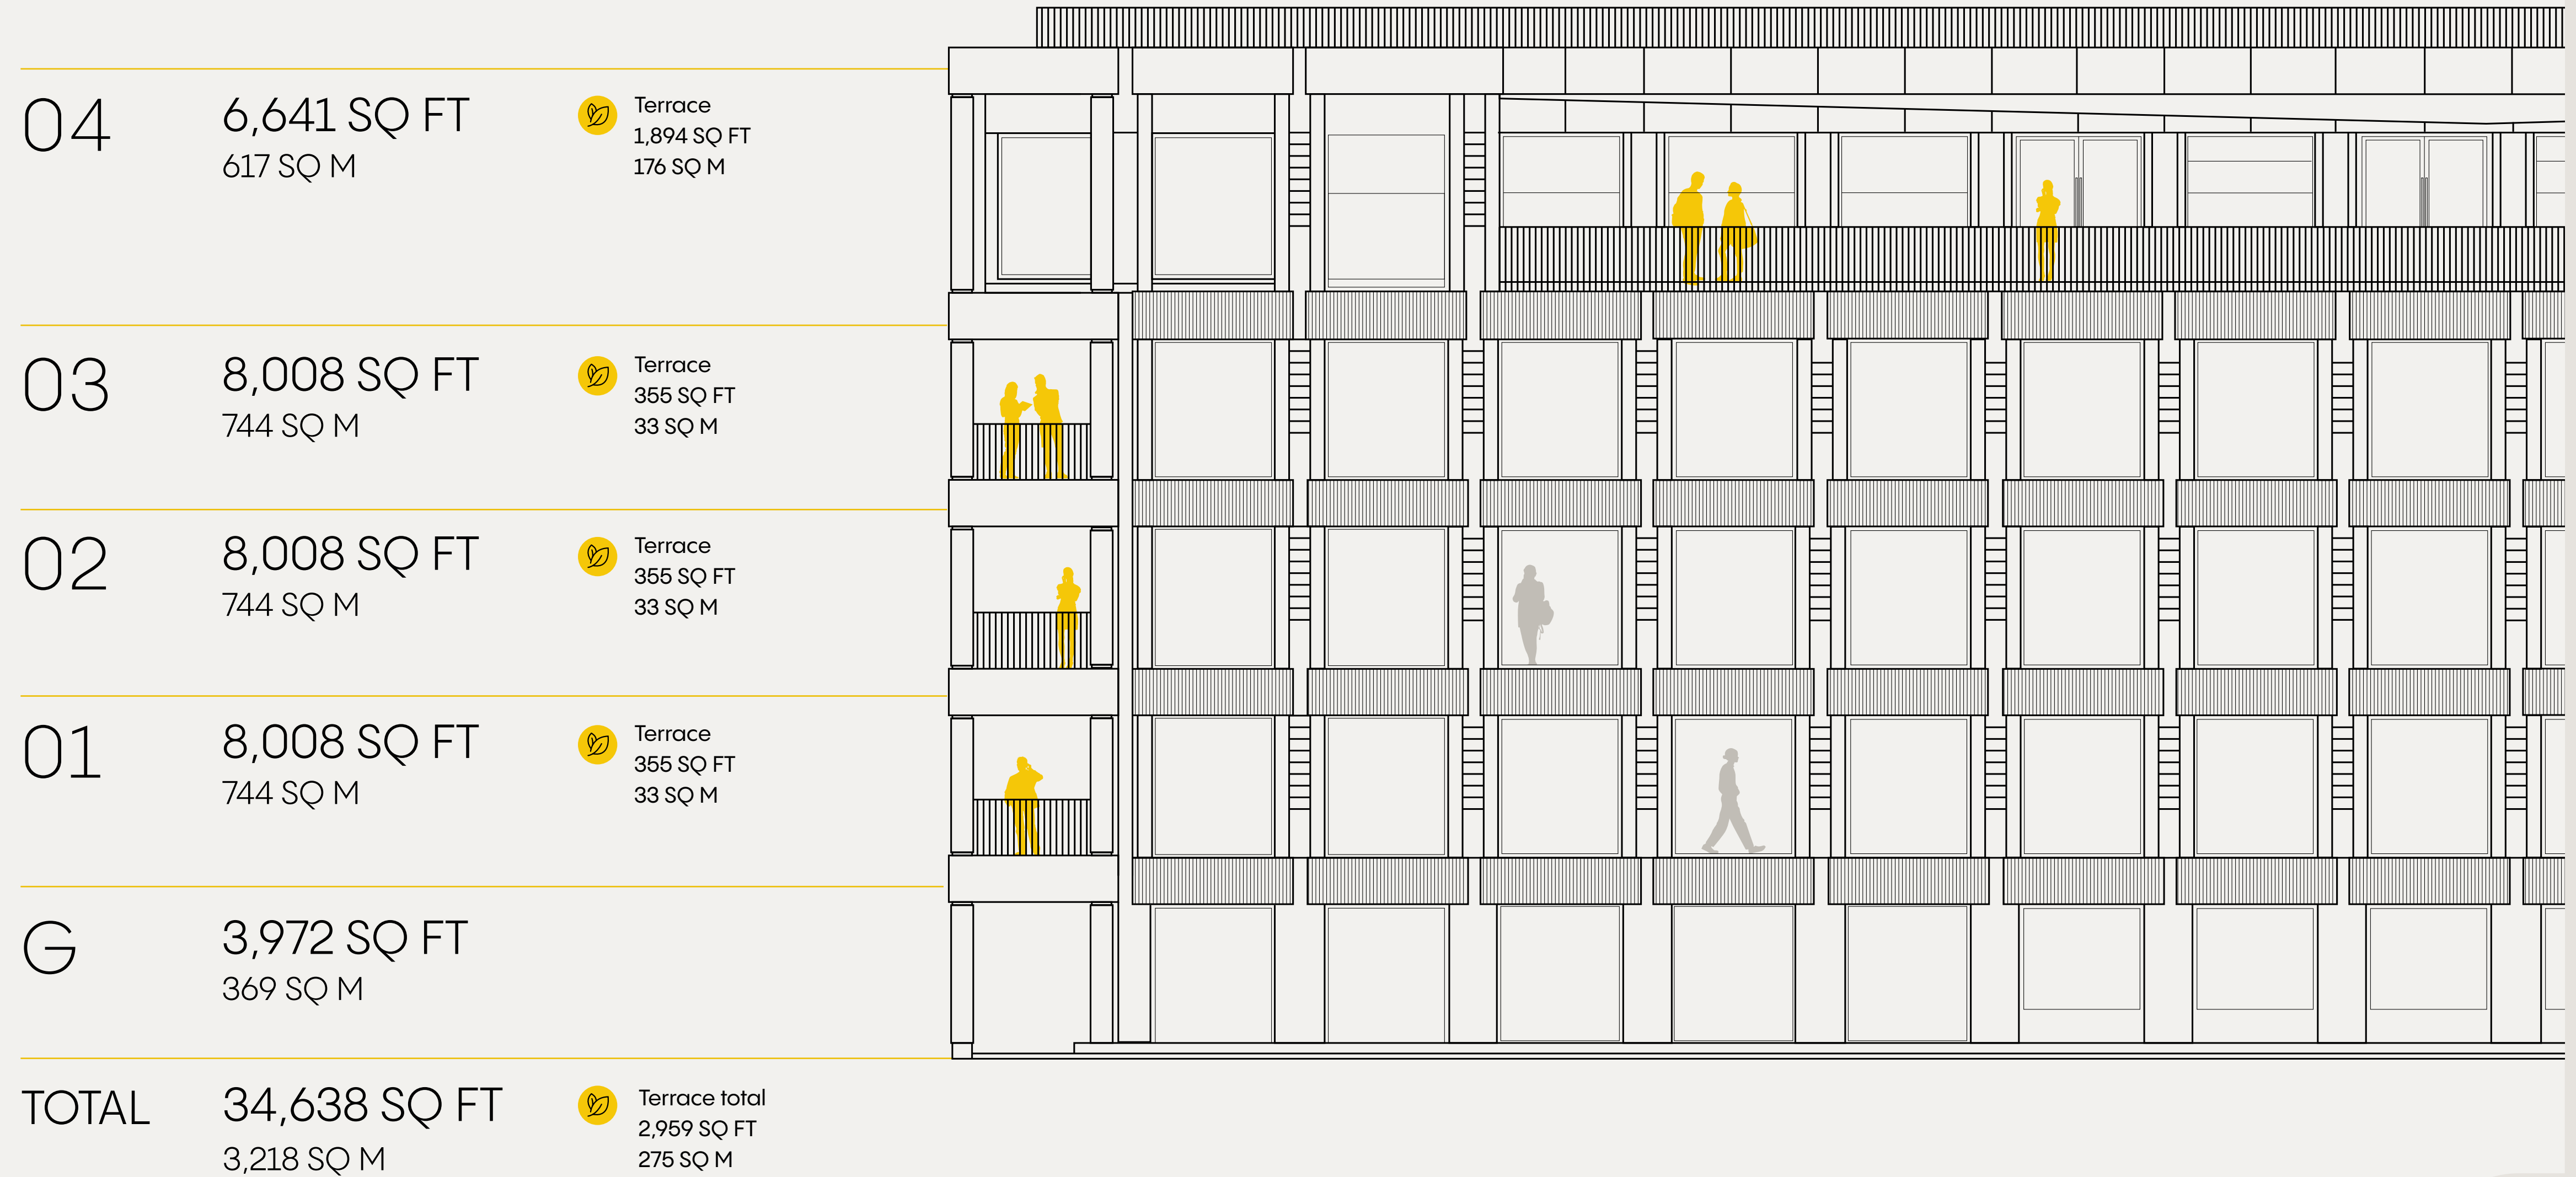 04
6,641 SQ FT
617 SQ M
Terrace
1,894 SQ FT
176 SQ M
03
8,008 SQ FT
744 SQ M
Terrace
355 SQ FT
33 SQ M
02
8,008 SQ FT
744 SQ M
Terrace
355 SQ FT
33 SQ M
01
8,008 SQ FT
744 SQ M
Terrace
355 SQ FT
33 SQ M
G
3,972 SQ FT
369 SQ M
TOTAL
34,638 SQ FT
3,218 SQ M
Terrace total
2,959 SQ FT
275 SQ M